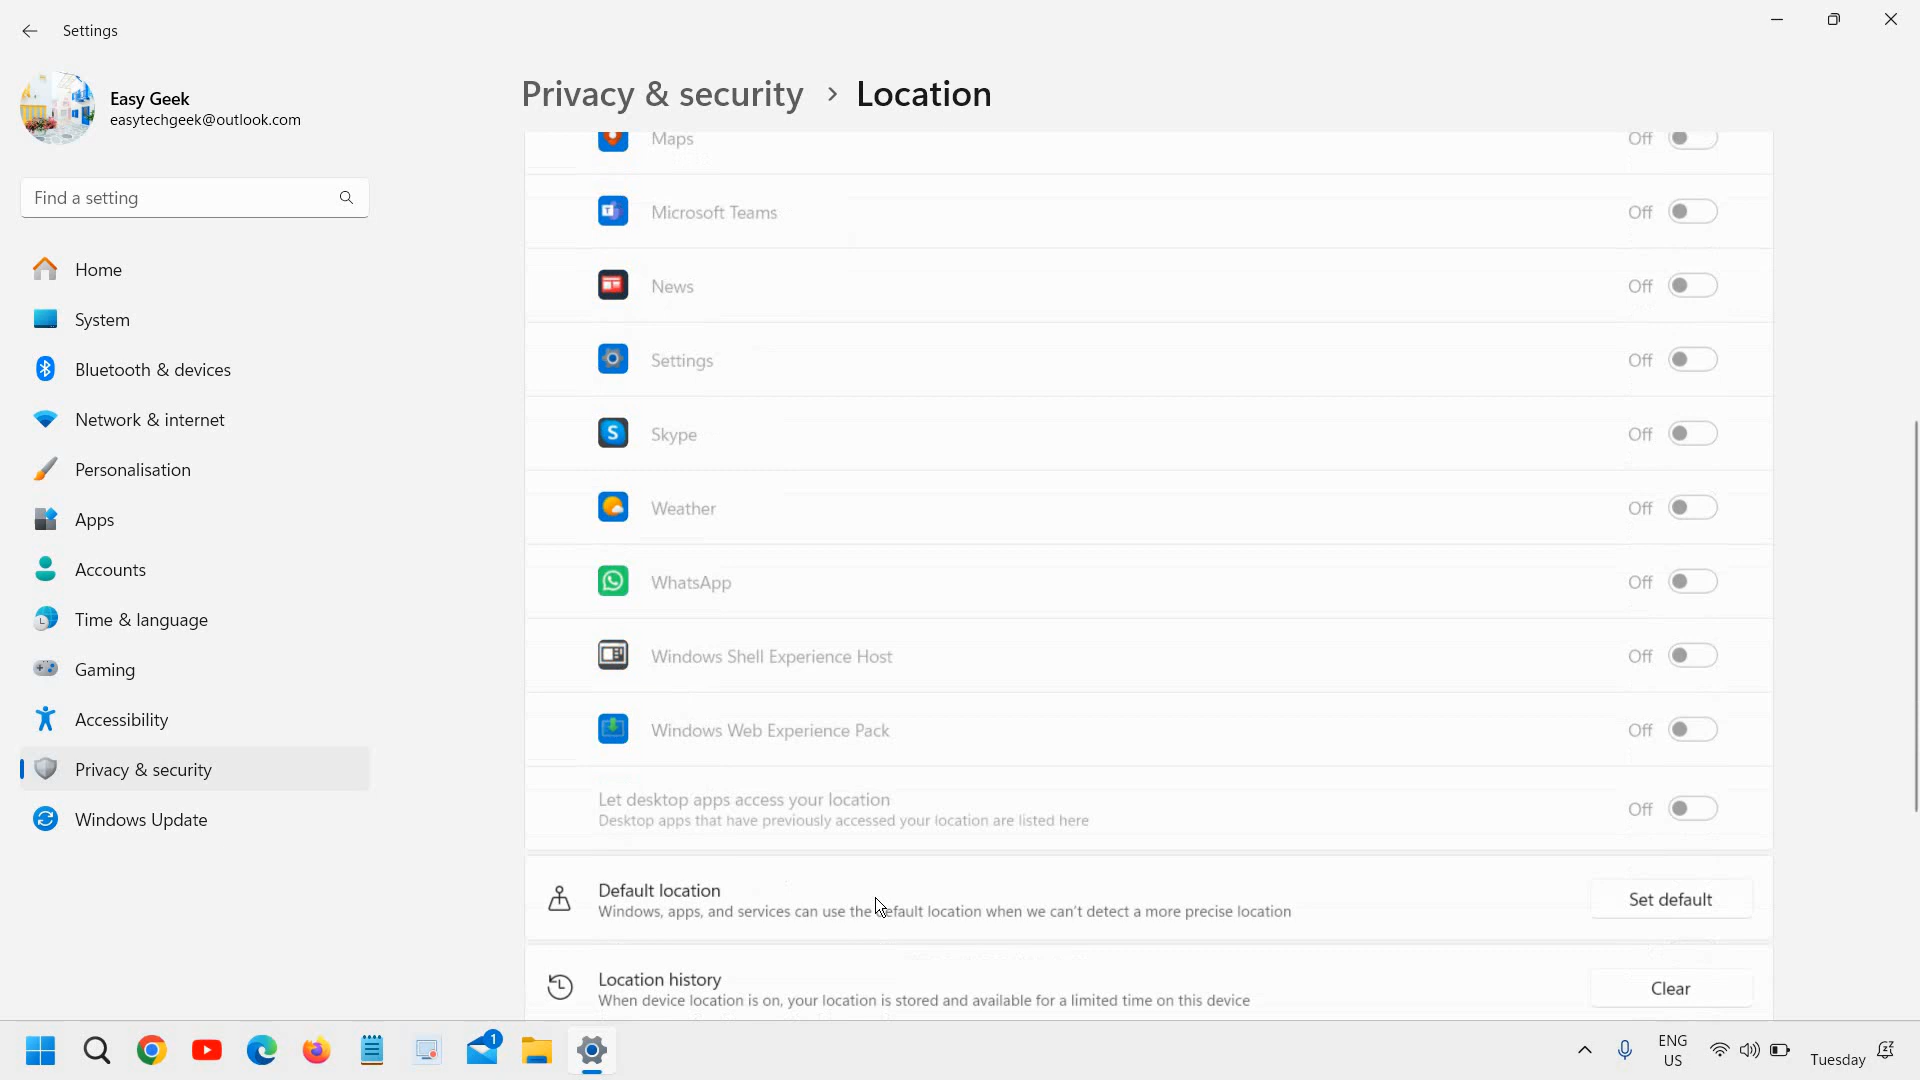 Settings
Easy Geek
easytechgeek@outlook.com
Find a setting
Home
System
Bluetooth & devices
Network & internet
Personalisation
Apps
Accounts
Time & language
Gaming
Accessibility
Privacy & security
Windows Update
Privacy & security > Location
Maps Off
Microsoft Teams Off
News Off
Settings Off
Skype Off
Weather Off
WhatsApp Off
Windows Shell Experience Host Off
Windows Web Experience Pack Off
Let desktop apps access your location Off
Desktop apps that have previously accessed your location are listed here
Default location
Windows, apps, and services can use the default location when we can't detect a more precise location
Set default
Location history
When device location is on, your location is stored and available for a limited time on this device
Clear
1
ENG
US
Tuesday